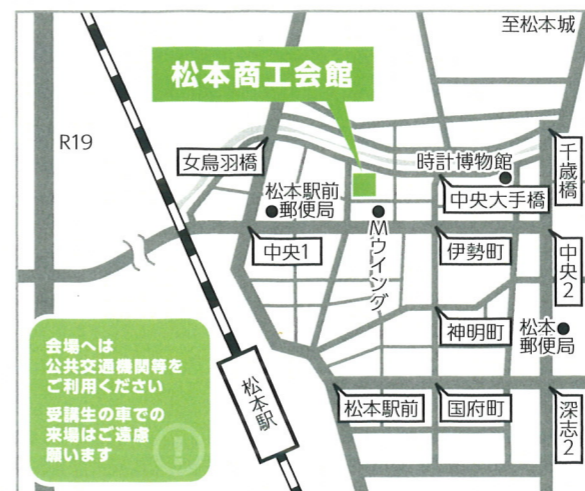 至松本城
松本商工会館
R19
女鳥羽橋
時計博物館
千歳橋
松本駅前
郵便局
中央大手橋
Mウイング
中央1
伊勢町
中央2
神明町
松本
郵便局
会場へは
公共交通機関等を
ご利用ください
受講生の車での
来場はご遠慮
願います
!
松本駅
松本駅前
国府町
深志2